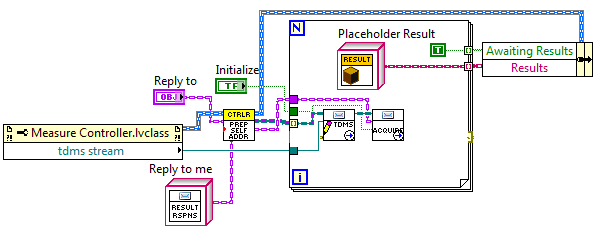 N
Placeholder Result
RESULT
T
Awaiting Results
Results
Reply to
OBJ
Initialize
TF
CTRLR
PREP
SELF
ADDR
TDMS
ACQUIRE
Measure Controller.lvclass
tdms stream
Reply to me
RESULT
RSPNS
i